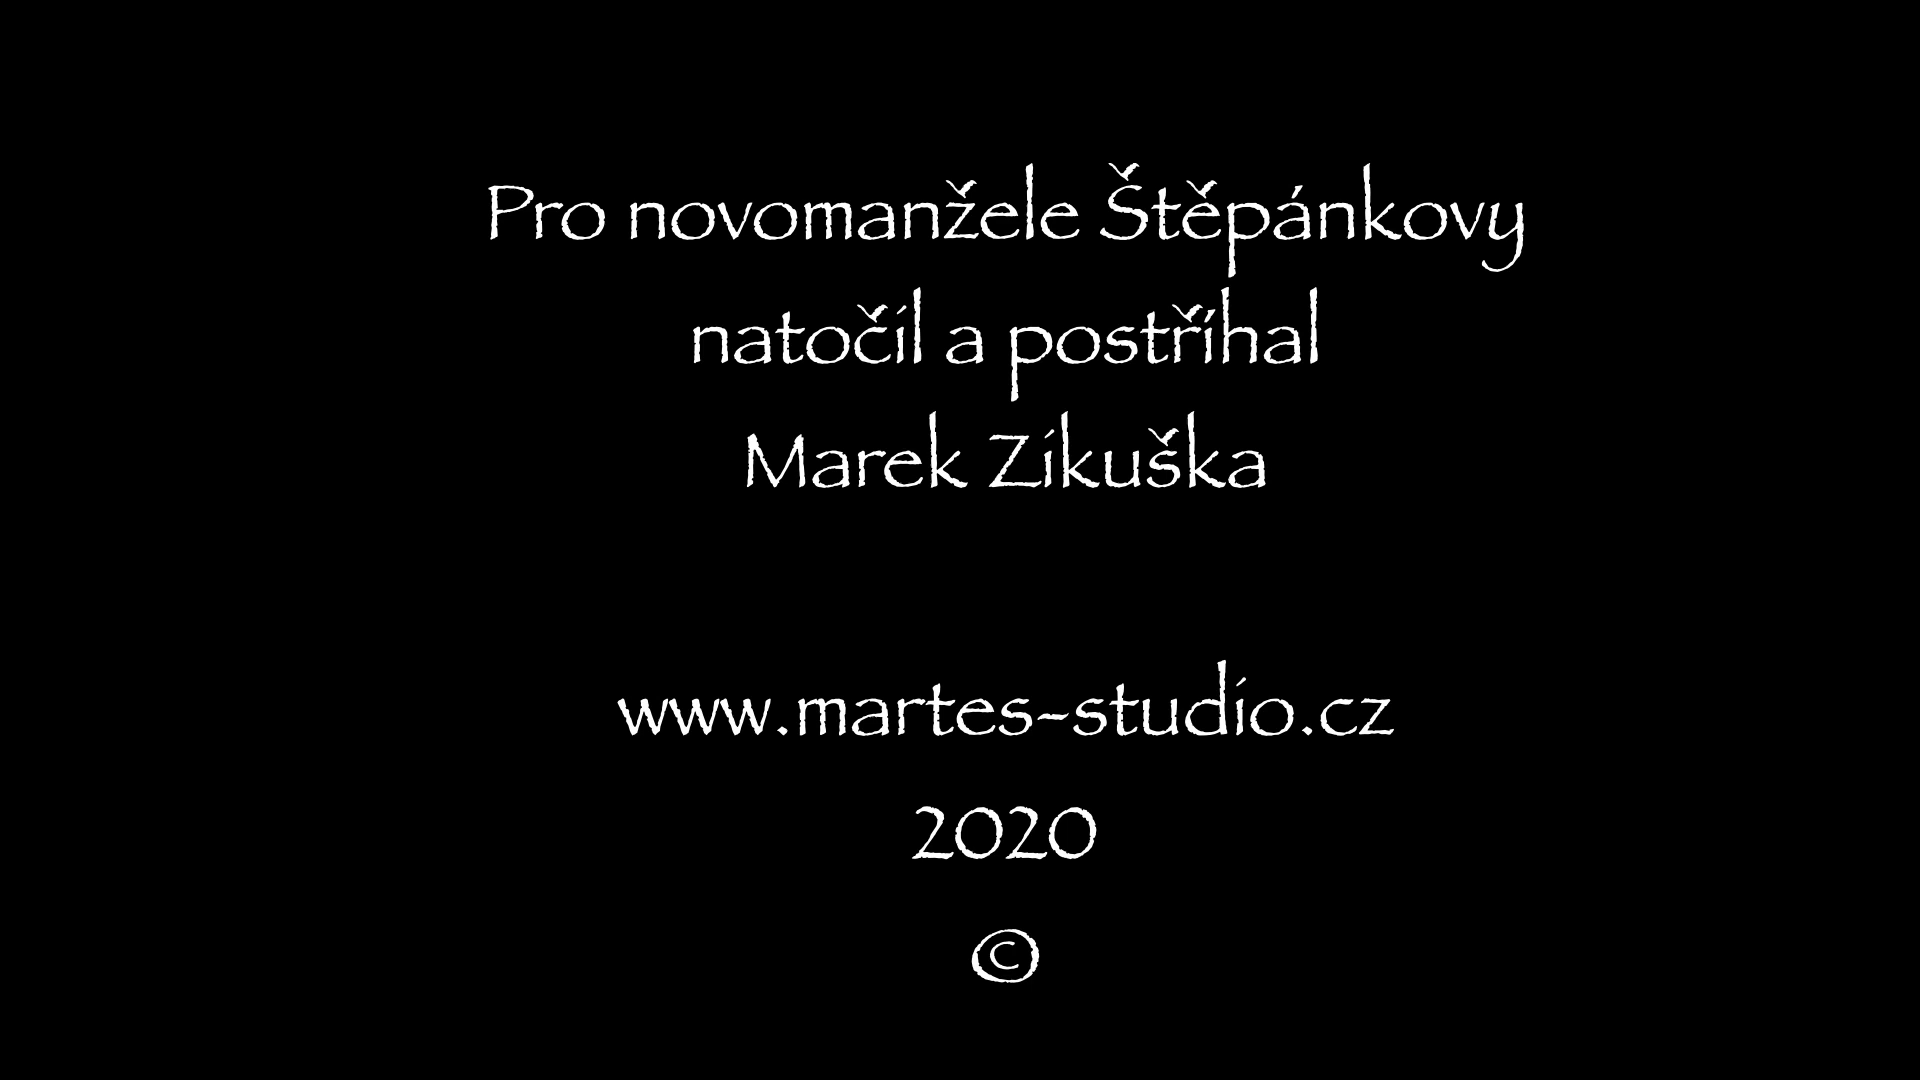 Pro novomanžele Štěpánkovy
natočil a postříhal
Marek Zikuška
www.martes-studio.cz
2020
©